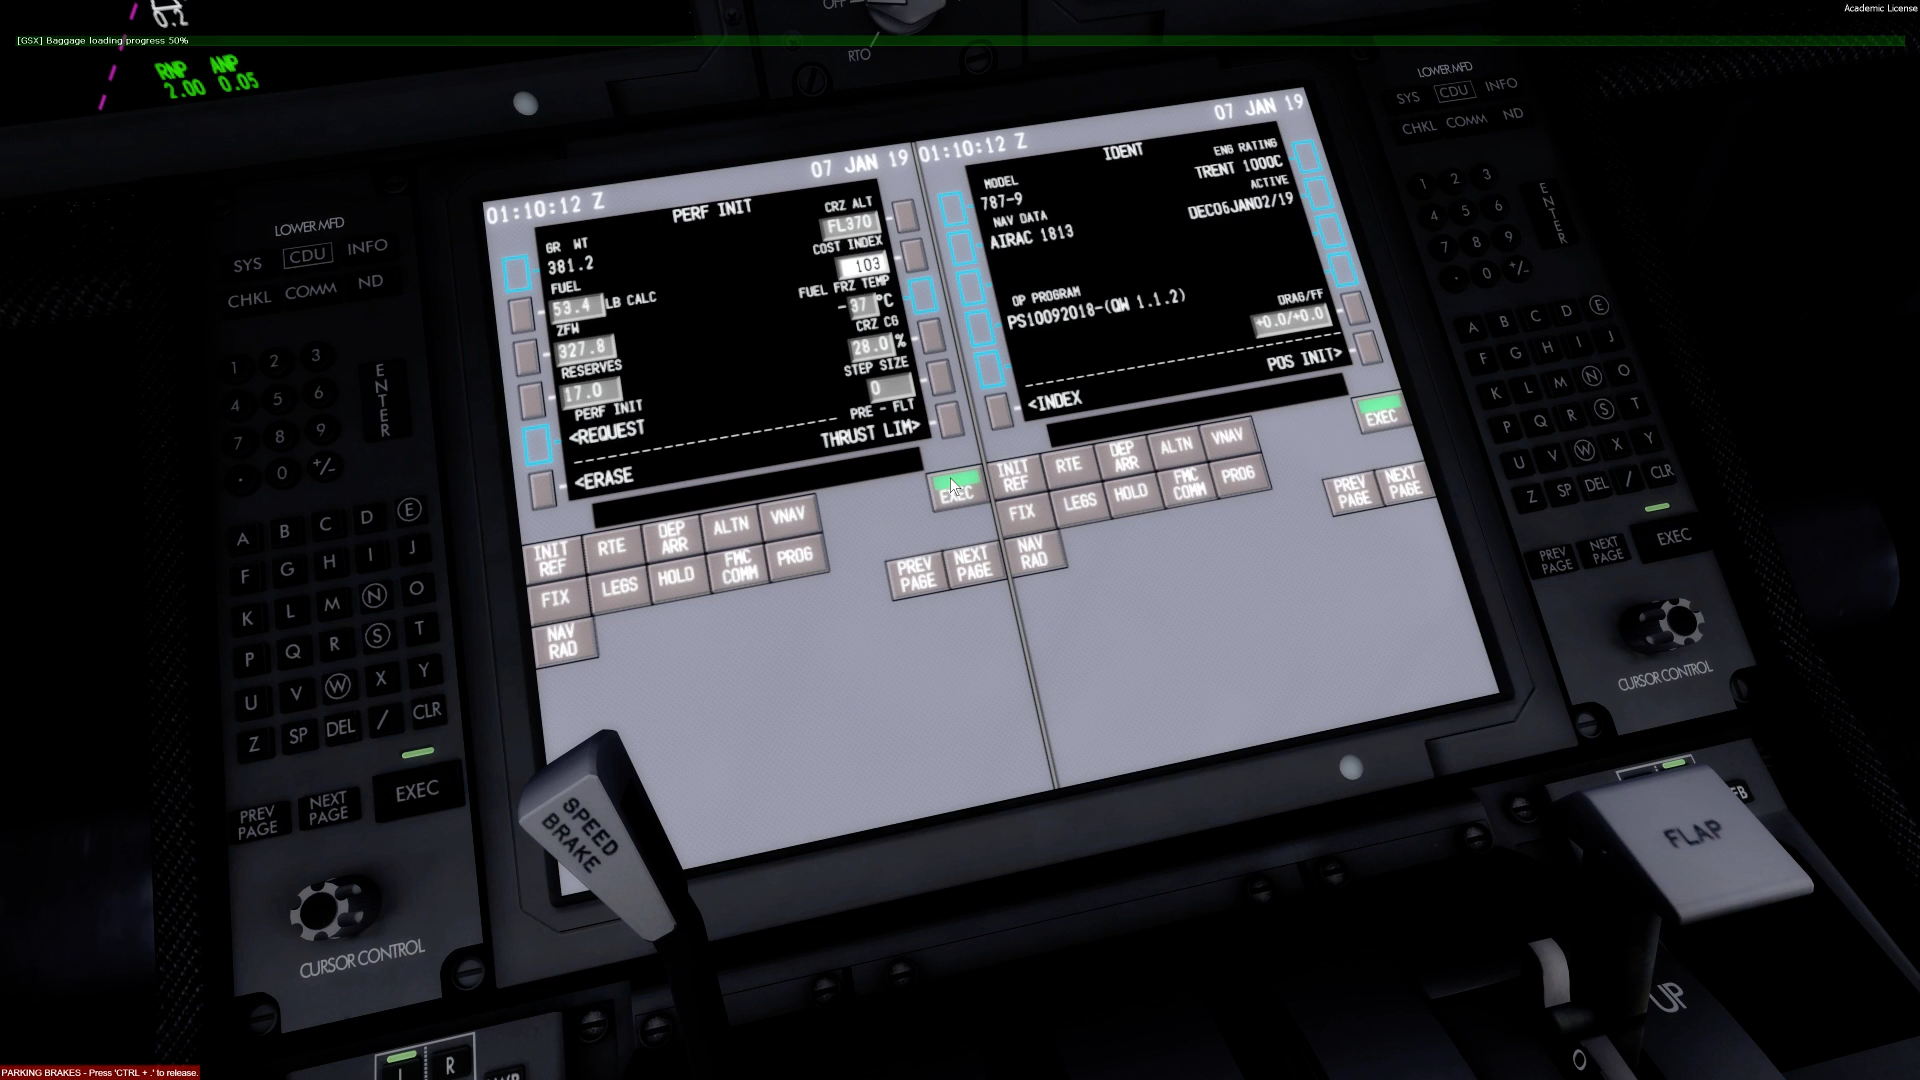 Academic License
[GSX] Baggage loading progress 50%
0.2
RNP ANP
2.00 0.05
RTO
LOWER MFD
SYS CDU INFO
CHKL COMM ND
1 2 3
4 5 6
7 8 9
. 0 +/-
ENTER
A B C D E
F G H I J
K L M N O
P Q R S T
U V W X Y
Z SP DEL / CLR
PREV PAGE
NEXT PAGE
EXEC
CURSOR CONTROL
01:10:12 Z 07 JAN 19
PERF INIT
GR WT CRZ ALT
381.2 FL370
FUEL COST INDEX
53.4 LB CALC 103
ZFW FUEL FRZ TEMP
327.8 -37°C
RESERVES CRZ CG
17.0 28.0%
PERF INIT STEP SIZE
<REQUEST 0
PRE-FLT
<ERASE THRUST LIM>
EXEC
INIT REF RTE DEP ARR ALTN VNAV
FIX LEGS HOLD FMC COMM PROG
NAV RAD
PREV PAGE NEXT PAGE
01:10:12 Z 07 JAN 19
IDENT
MODEL ENG RATING
787-9 TRENT 1000C
NAV DATA ACTIVE
AIRAC 1813 DEC06JAN02/19
OP PROGRAM DRAG/FF
PS10092018-(QW 1.1.2) +0.0/+0.0
<INDEX POS INIT>
EXEC
INIT REF RTE DEP ARR ALTN VNAV
FIX LEGS HOLD FMC COMM PROG
NAV RAD
PREV PAGE NEXT PAGE
LOWER MFD
SYS CDU INFO
CHKL COMM ND
1 2 3
4 5 6
7 8 9
. 0 +/-
ENTER
A B C D E
F G H I J
K L M N O
P Q R S T
U V W X Y
Z SP DEL / CLR
PREV PAGE
NEXT PAGE
EXEC
CURSOR CONTROL
SPEED BRAKE
FLAP
UP
R
PARKING BRAKES - Press 'CTRL + .' to release.